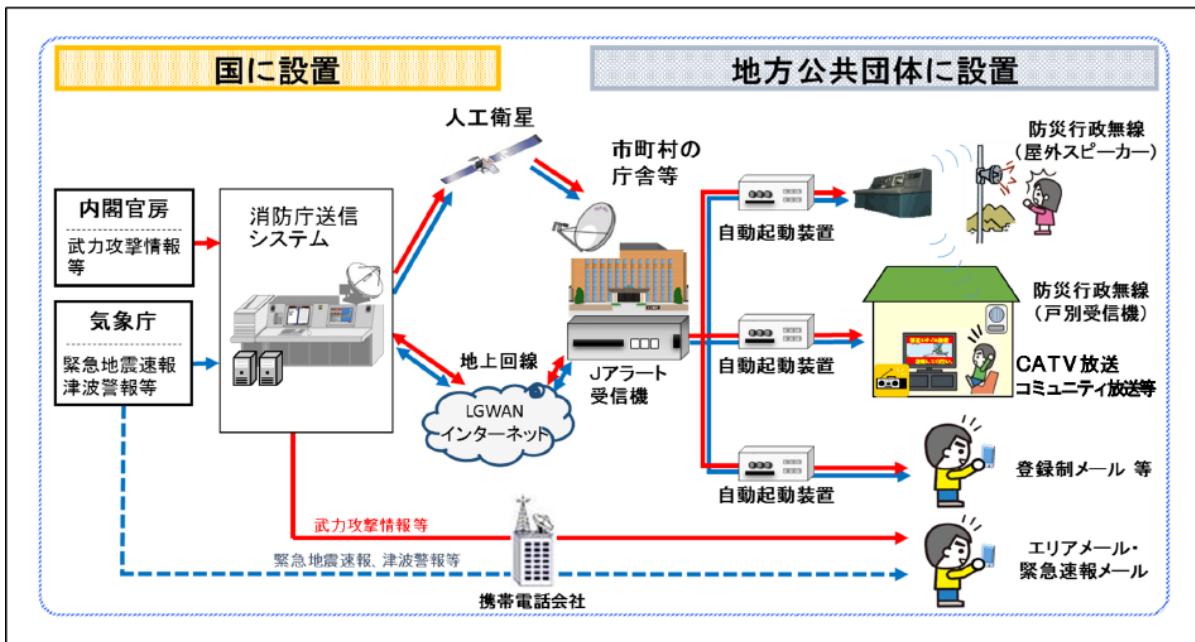 国に設置
地方公共団体に設置
人工衛星
市町村の
庁舎等
防災行政無線
(屋外スピーカー)
内閣官房
武力攻撃情報
等
消防庁送信
システム
自動起動装置
気象庁
緊急地震速報
津波警報等
地上回線
LGWAN
インターネット
Jアラート
受信機
自動起動装置
防災行政無線
(戸別受信機)
CATV放送
コミュニティ放送等
自動起動装置
登録制メール 等
武力攻撃情報等
緊急地震速報、津波警報等
携帯電話会社
エリアメール・
緊急速報メール